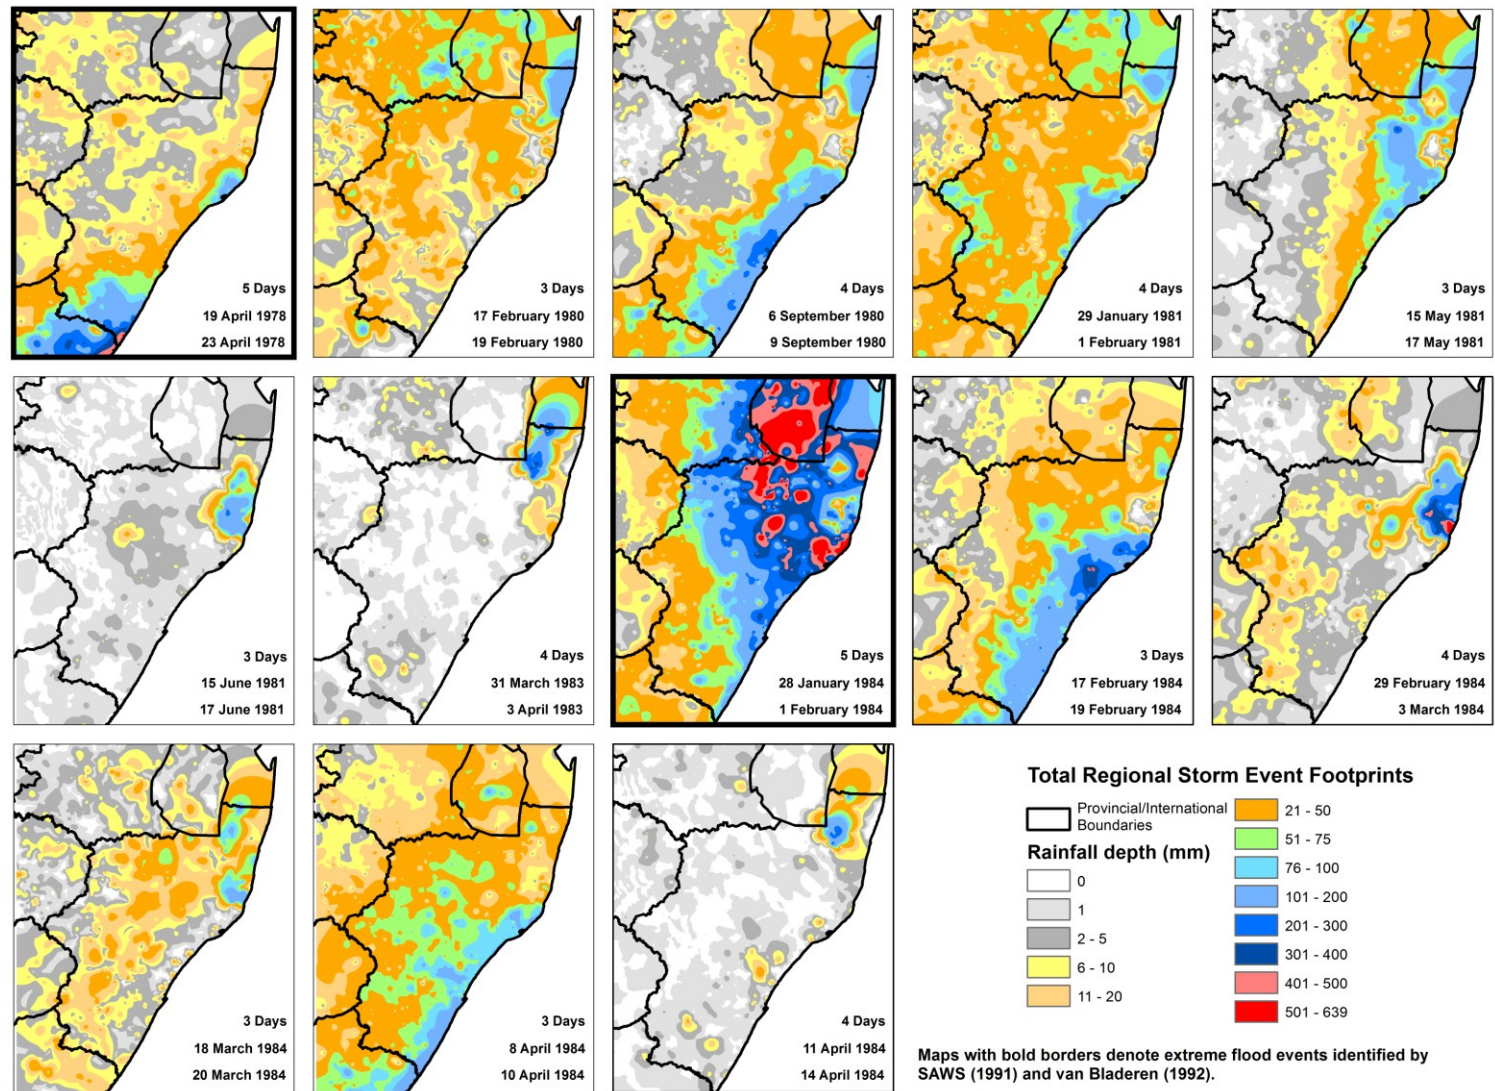 5 Days
19 April 1978
23 April 1978
3 Days
17 February 1980
19 February 1980
4 Days
6 September 1980
9 September 1980
4 Days
29 January 1981
1 February 1981
3 Days
15 May 1981
17 May 1981
3 Days
15 June 1981
17 June 1981
4 Days
31 March 1983
3 April 1983
5 Days
28 January 1984
1 February 1984
3 Days
17 February 1984
19 February 1984
4 Days
29 February 1984
3 March 1984
3 Days
18 March 1984
20 March 1984
3 Days
8 April 1984
10 April 1984
4 Days
11 April 1984
14 April 1984
Total Regional Storm Event Footprints
Provincial/International
Boundaries
Rainfall depth (mm)
0
1
2 - 5
6 - 10
11 - 20
21 - 50
51 - 75
76 - 100
101 - 200
201 - 300
301 - 400
401 - 500
501 - 639
Maps with bold borders denote extreme flood events identified by
SAWS (1991) and van Bladeren (1992).